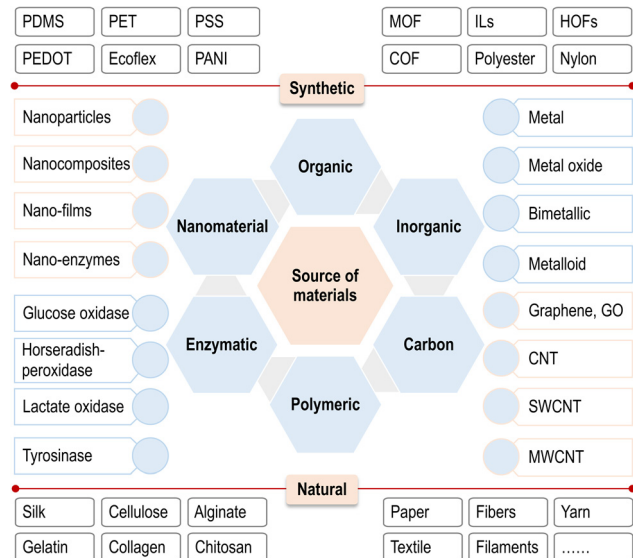 PDMS PET PSS MOF ILs HOFs
PEDOT Ecoflex PANI COF Polyester Nylon
Synthetic
Nanoparticles
Nanocomposites
Nano-films
Nano-enzymes
Glucose oxidase
Horseradish-
peroxidase
Lactate oxidase
Tyrosinase
Organic
Nanomaterial
Inorganic
Source of
materials
Enzymatic
Carbon
Polymeric
Metal
Metal oxide
Bimetallic
Metalloid
Graphene, GO
CNT
SWCNT
MWCNT
Natural
Silk Cellulose Alginate Paper Fibers Yarn
Gelatin Collagen Chitosan Textile Filaments ......